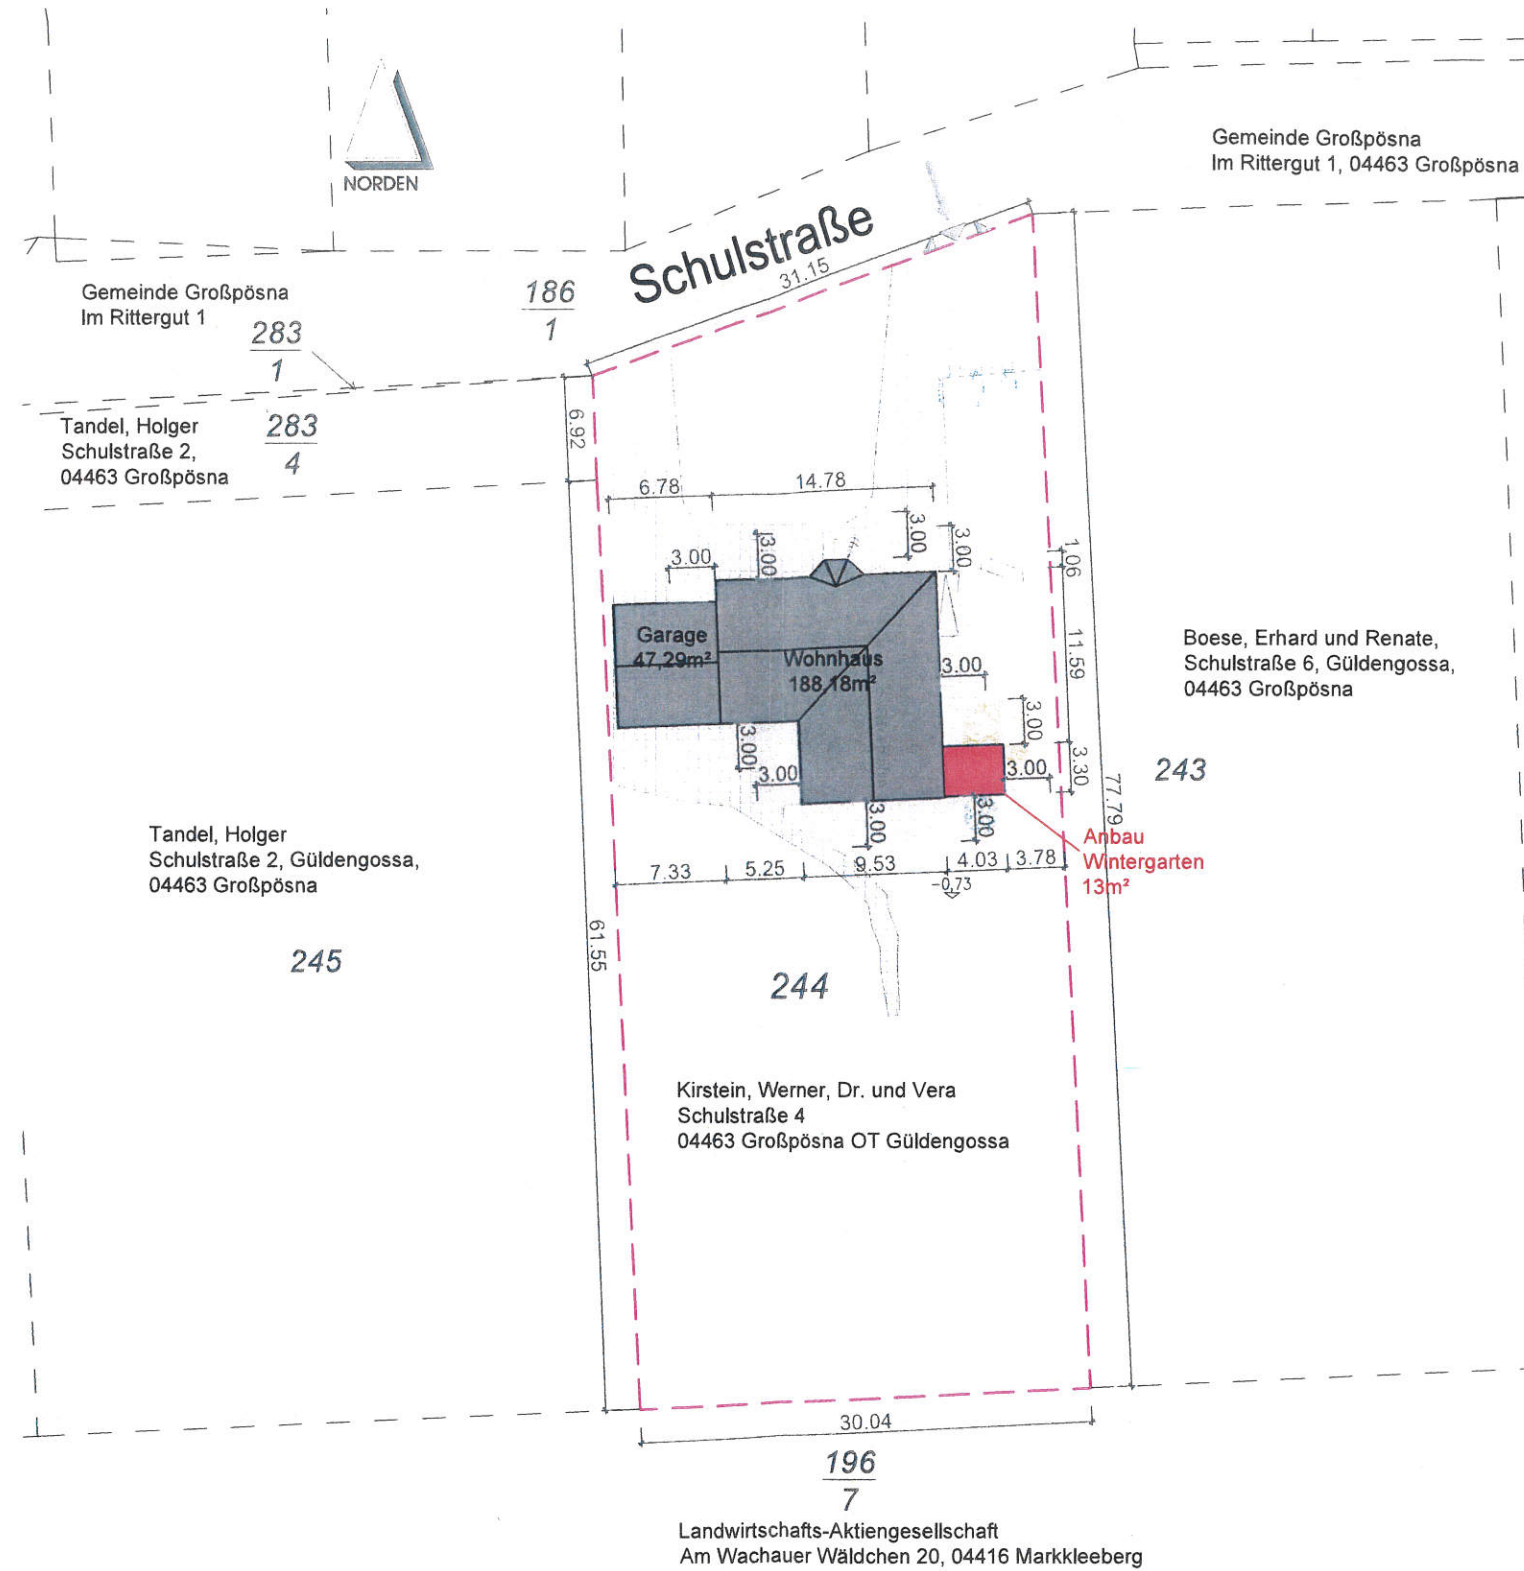 NORDEN
Gemeinde Großpösna
Im Rittergut 1, 04463 Großpösna
Schulstraße
31.15
Gemeinde Großpösna
Im Rittergut 1
186
1
283
1
Tandel, Holger
Schulstraße 2,
04463 Großpösna
283
4
6.92
6.78
14.78
3.00
3.00
3.00
3.00
1.06
Garage
47,29m²
Wohnhaus
188,18m²
3.00
11.59
Boese, Erhard und Renate,
Schulstraße 6, Güldengossa,
04463 Großpösna
3.00
3.00
3.00
3.00
3.30
243
77.79
3.00
3.00
Anbau
Wintergarten
13m²
Tandel, Holger
Schulstraße 2, Güldengossa,
04463 Großpösna
7.33
5.25
9.53
4.03
3.78
-0,73
61.55
245
244
Kirstein, Werner, Dr. und Vera
Schulstraße 4
04463 Großpösna OT Güldengossa
30.04
196
7
Landwirtschafts-Aktiengesellschaft
Am Wachauer Wäldchen 20, 04416 Markkleeberg